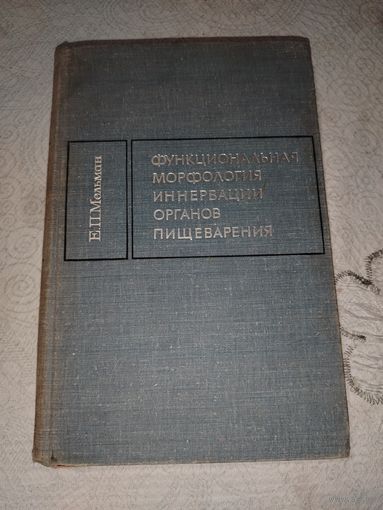 Е.П.Мельман
ФУНКЦИОНАЛЬНАЯ
МОРФОЛОГИЯ
ИННЕРВАЦИИ
ОРГАНОВ
ПИЩЕВАРЕНИЯ